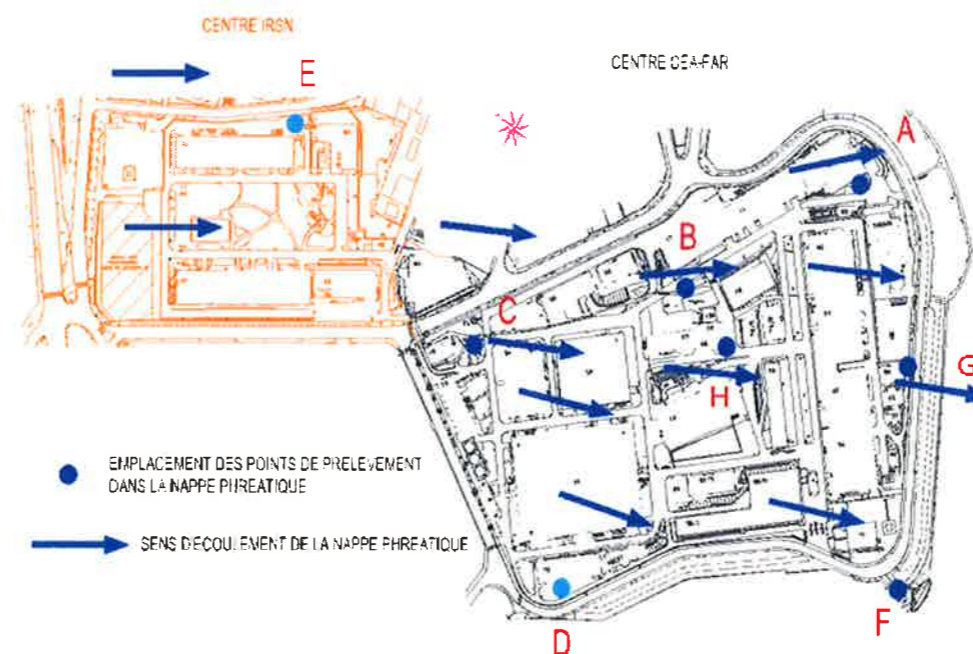 CENTRE IRSN
E
CENTRE CEA-FAR
A
B
C
G
H
EMPLACEMENT DES POINTS DE PRELEVEMENT
DANS LA NAPPE PHREATIQUE
SENS D'ECOULEMENT DE LA NAPPE PHREATIQUE
F
D